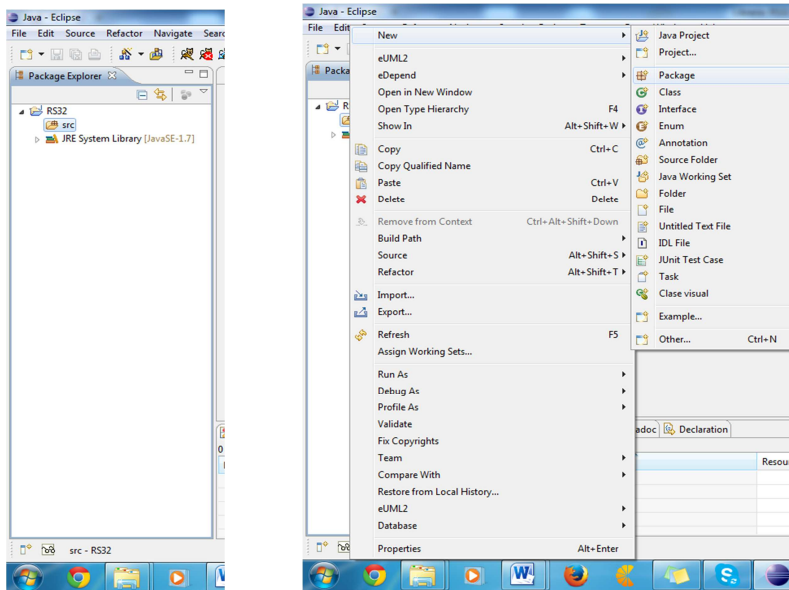 Java - Eclipse
File Edit Source Refactor Navigate
Package Explorer
RS32
src
JRE System Library [JavaSE-1.7]
0
src - RS32
Java - Eclipse
File Edit
New
Packa
R
eUML2
eDepend
Open in New Window
Open Type Hierarchy F4
Show In Alt+Shift+W
Copy Ctrl+C
Copy Qualified Name
Paste Ctrl+V
Delete Delete
Remove from Context Ctrl+Alt+Shift+Down
Build Path
Source Alt+Shift+S
Refactor Alt+Shift+T
Import...
Export...
Refresh F5
Assign Working Sets...
Run As
Debug As
Profile As
Validate
Fix Copyrights
Team
Compare With
Restore from Local History...
eUML2
Database
Properties Alt+Enter
Java Project
Project...
Package
Class
Interface
Enum
Annotation
Source Folder
Java Working Set
Folder
File
Untitled Text File
IDL File
JUnit Test Case
Task
Clase visual
Example...
Other... Ctrl+N
adoc Declaration
Resou